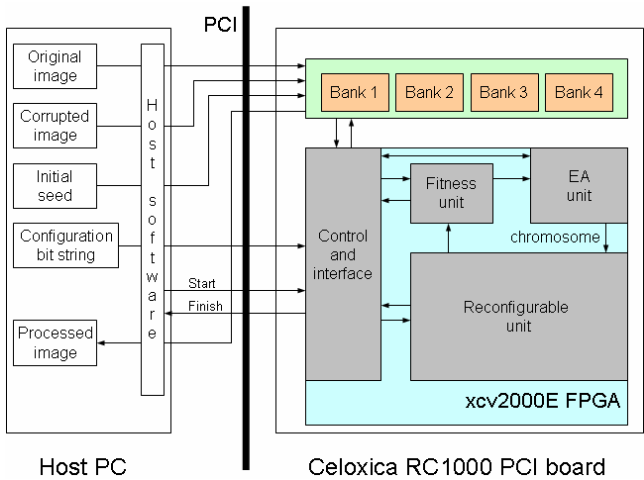 PCI
Original
image
Corrupted
image
Initial
seed
Configuration
bit string
Processed
image
Host software
Start
Finish
Bank 1
Bank 2
Bank 3
Bank 4
Control
and
interface
Fitness
unit
EA
unit
chromosome
Reconfigurable
unit
xcv2000E FPGA
Host PC
Celoxica RC1000 PCI board